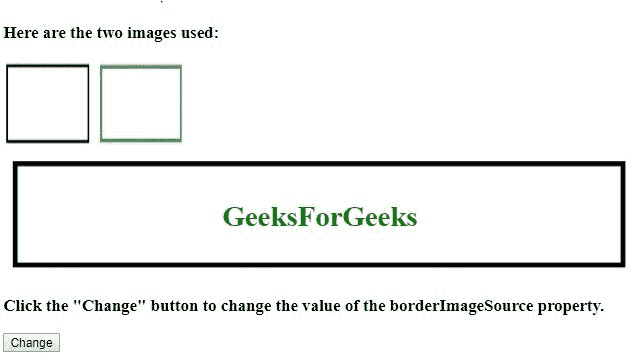 Here are the two images used:
GeeksForGeeks
Click the "Change" button to change the value of the borderImageSource property.
Change